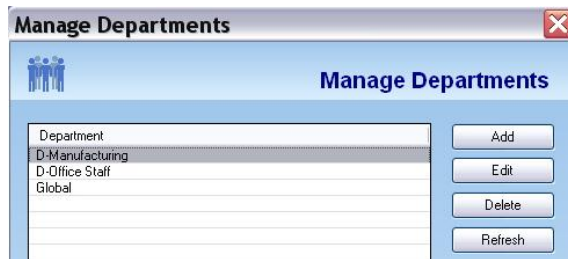 Manage Departments
Manage Departments
Department
D-Manufacturing
D-Office Staff
Global
Add
Edit
Delete
Refresh